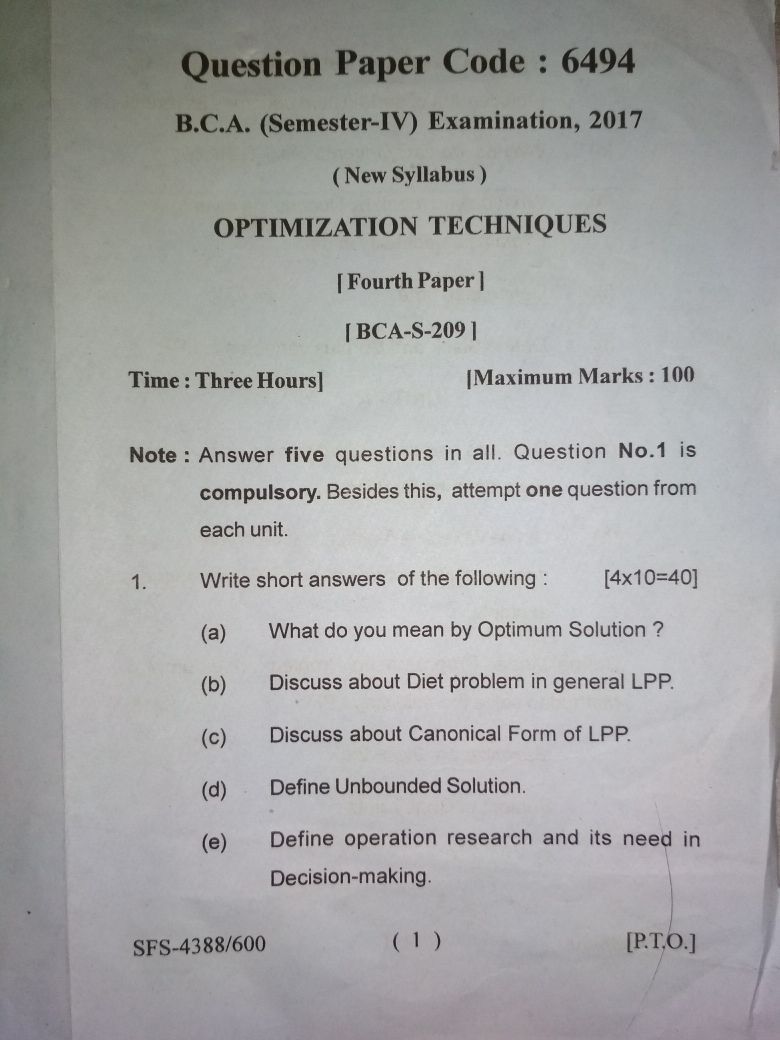 Question Paper Code : 6494
B.C.A. (Semester-IV) Examination, 2017
( New Syllabus )
OPTIMIZATION TECHNIQUES
[ Fourth Paper ]
[ BCA-S-209 ]
Time : Three Hours] [Maximum Marks : 100
Note : Answer five questions in all. Question No.1 is
compulsory. Besides this, attempt one question from
each unit.
1. Write short answers of the following : [4x10=40]
(a) What do you mean by Optimum Solution ?
(b) Discuss about Diet problem in general LPP.
(c) Discuss about Canonical Form of LPP.
(d) Define Unbounded Solution.
(e) Define operation research and its need in
Decision-making.
SFS-4388/600 ( 1 ) [P.T.O.]